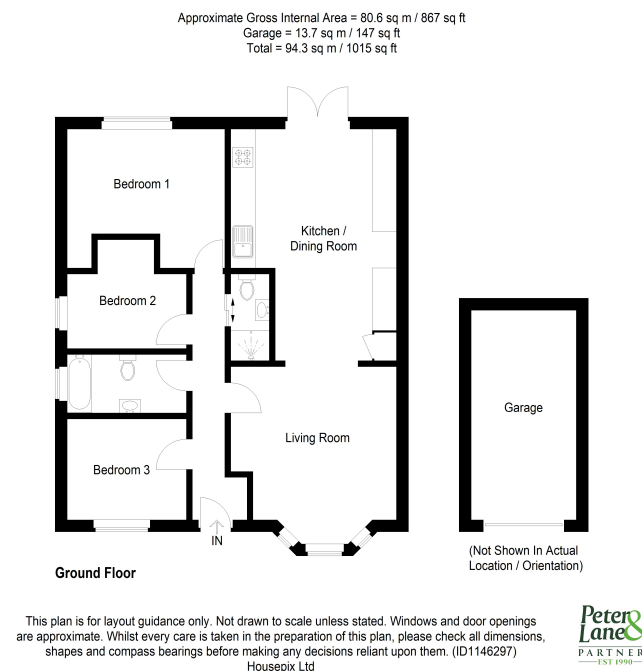 Approximate Gross Internal Area = 80.6 sq m / 867 sq ft
Garage = 13.7 sq m / 147 sq ft
Total = 94.3 sq m / 1015 sq ft
Bedroom 1
Kitchen /
Dining Room
Bedroom 2
Garage
Living Room
Bedroom 3
IN
(Not Shown In Actual
Location / Orientation)
Ground Floor
This plan is for layout guidance only. Not drawn to scale unless stated. Windows and door openings
are approximate. Whilst every care is taken in the preparation of this plan, please check all dimensions,
shapes and compass bearings before making any decisions reliant upon them. (ID1146297)
Housepix Ltd
Peter
Lane &
PARTNER
EST 1990